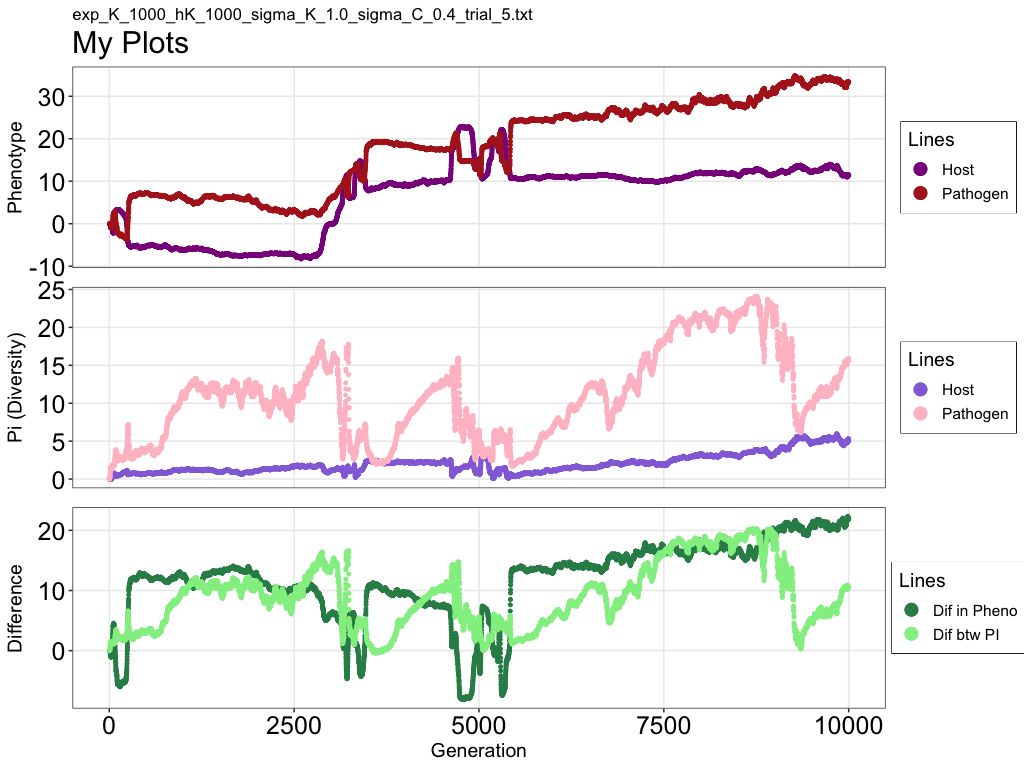 exp_K_1000_hK_1000_sigma_K_1.0_sigma_C_0.4_trial_5.txt
My Plots
Phenotype
30
20
10
0
-10
Lines
Host
Pathogen
Pi (Diversity)
25
20
15
10
5
0
Lines
Host
Pathogen
Difference
20
10
0
Lines
Dif in Pheno
Dif btw PI
0
2500
5000
7500
10000
Generation